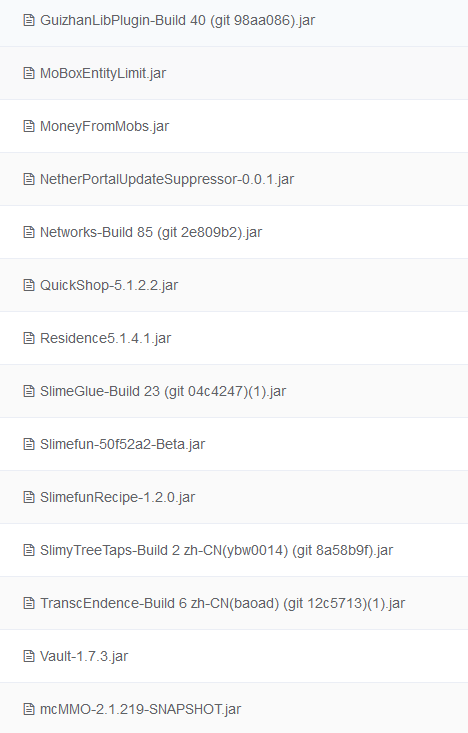 GuizhanLibPlugin-Build 40 (git 98aa086).jar
MoBoxEntityLimit.jar
MoneyFromMobs.jar
NetherPortalUpdateSuppressor-0.0.1.jar
Networks-Build 85 (git 2e809b2).jar
QuickShop-5.1.2.2.jar
Residence5.1.4.1.jar
SlimeGlue-Build 23 (git 04c4247)(1).jar
Slimefun-50f52a2-Beta.jar
SlimefunRecipe-1.2.0.jar
SlimyTreeTaps-Build 2 zh-CN(ybw0014) (git 8a58b9f).jar
TranscEndence-Build 6 zh-CN(baoad) (git 12c5713)(1).jar
Vault-1.7.3.jar
mcMMO-2.1.219-SNAPSHOT.jar